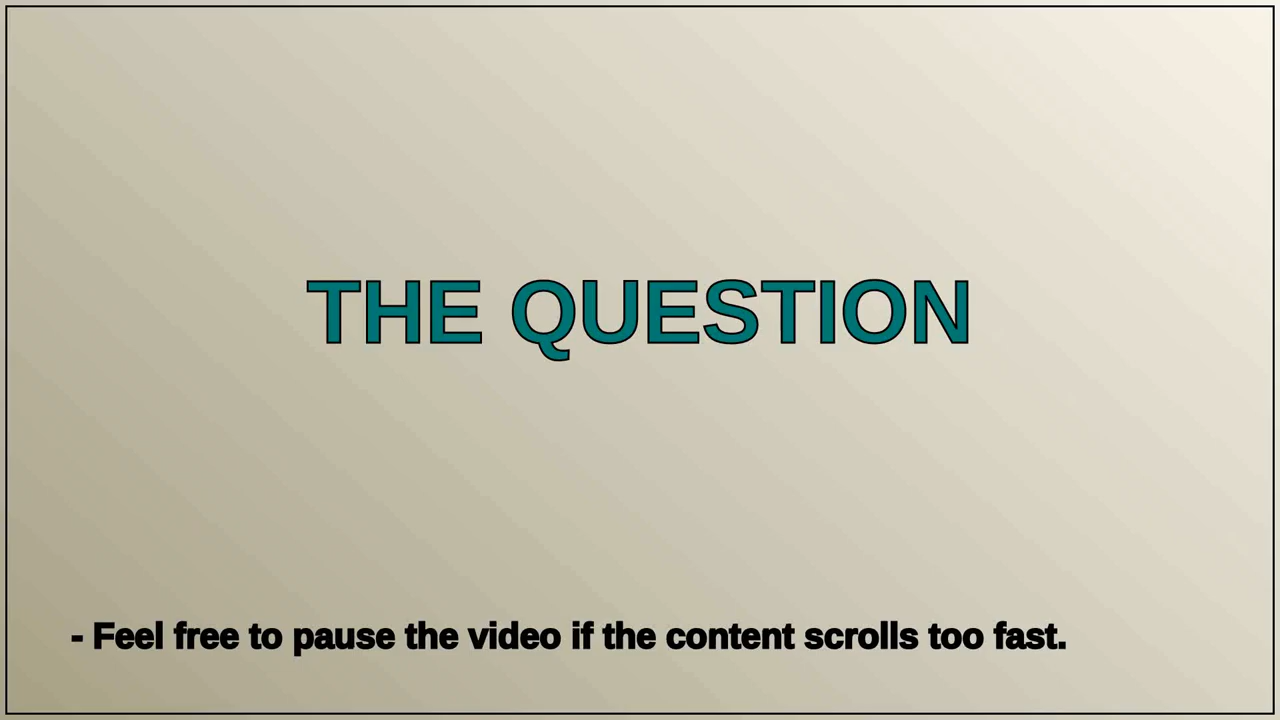 THE QUESTION
- Feel free to pause the video if the content scrolls too fast.